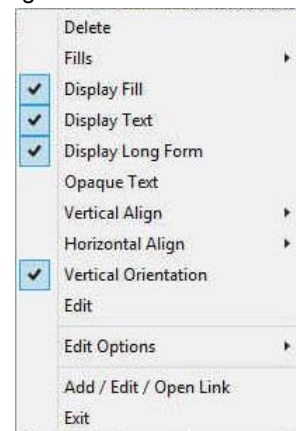 Delete
Fills
Display Fill
Display Text
Display Long Form
Opaque Text
Vertical Align
Horizontal Align
Vertical Orientation
Edit
Edit Options
Add / Edit / Open Link
Exit